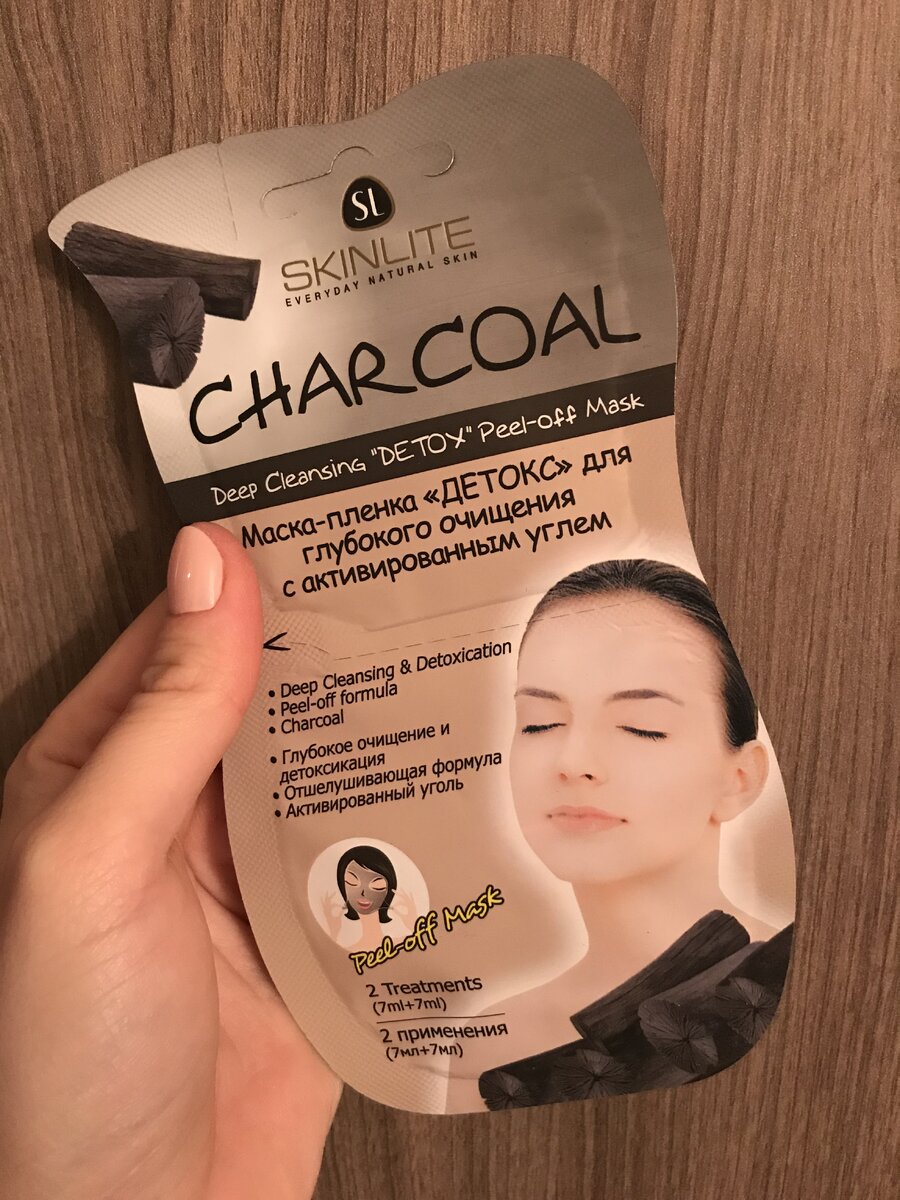 SL
SKINLITE
EVERYDAY NATURAL SKIN
CHARCOAL
Deep Cleansing "DETOX" Peel-off Mask
Маска-пленка «ДЕТОКС» для
глубокого очищения
с активированным углем
• Deep Cleansing & Detoxication
• Peel-off formula
• Charcoal
• Глубокое очищение и
детоксикация
• Отшелушивающая формула
• Активированный уголь
Peel-off Mask
2 Treatments
(7ml+7ml)
2 применения
(7мл+7мл)